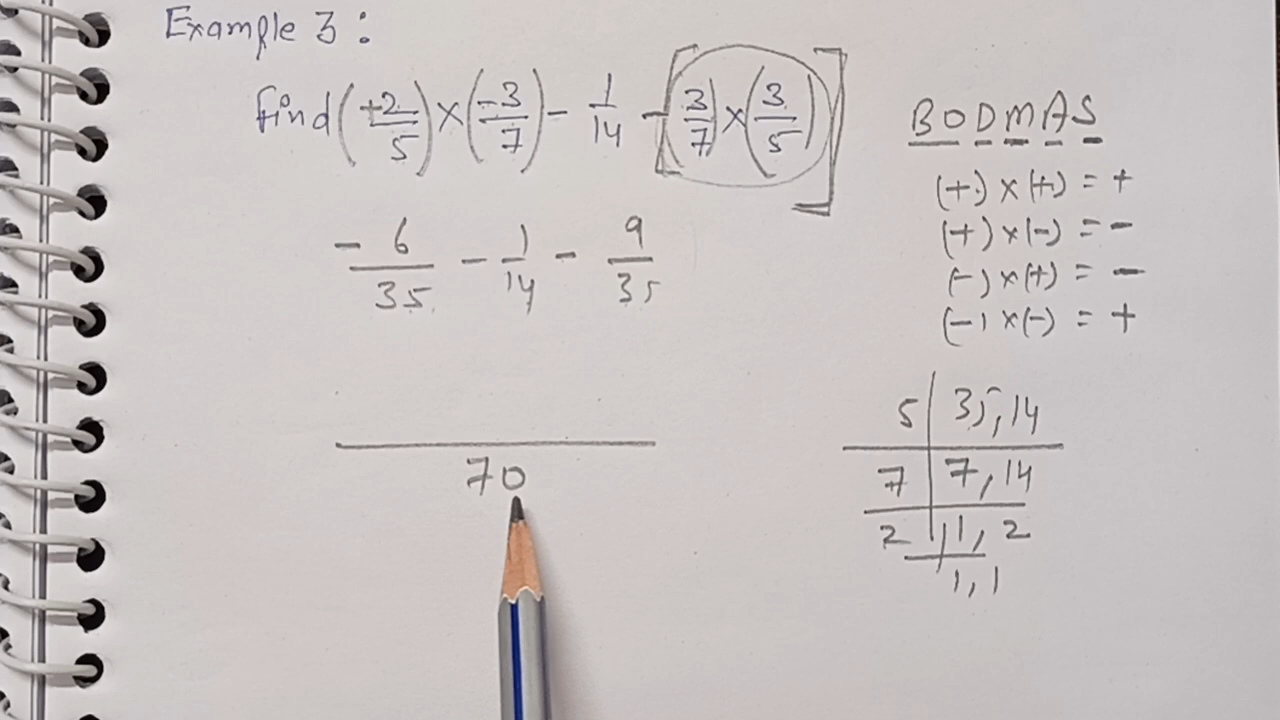 Example 3 :
Find (+2/5) × (-3/7) - 1/14 - [(3/7) × (3/5)]
BODMAS
(+) × (+) = +
(+) × (-) = -
(-) × (+) = -
(-) × (-) = +
- 6/35 - 1/14 - 9/35
70
5 | 35, 14
7 | 7, 14
2 | 1, 2
1, 1